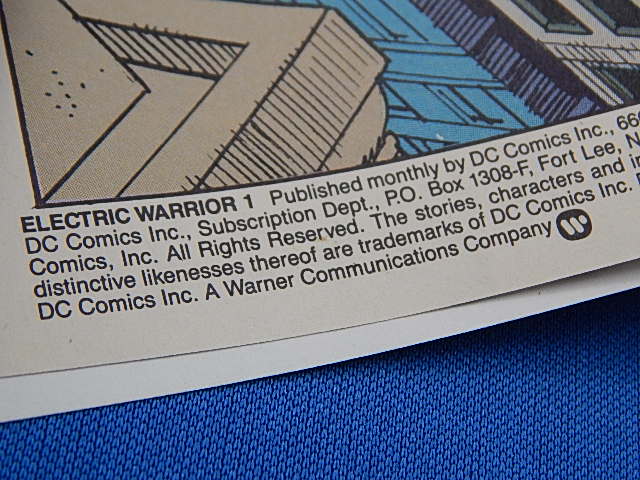 ELECTRIC WARRIOR 1 Published monthly by DC Comics Inc., 666
DC Comics Inc., Subscription Dept., P.O. Box 1308-F, Fort Lee, N
Comics, Inc. All Rights Reserved. The stories, characters and i
distinctive likenesses thereof are trademarks of DC Comics Inc.
DC Comics Inc. A Warner Communications Company